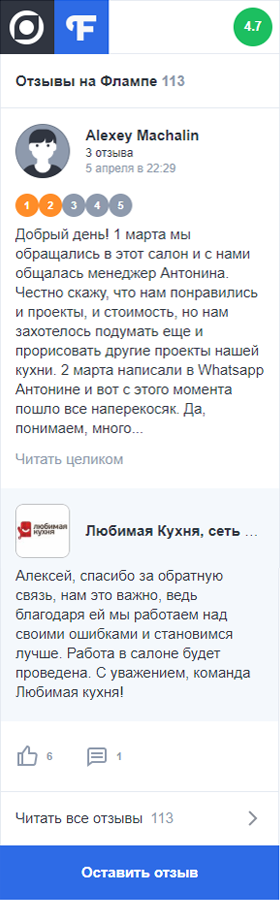 4.7
Отзывы на Флампе 113
Alexey Machalin
3 отзыва
5 апреля в 22:29
1 2 3 4 5
Добрый день! 1 марта мы
обращались в этот салон и с нами
общалась менеджер Антонина.
Честно скажу, что нам понравились
и проекты, и стоимость, но нам
захотелось подумать еще и
прорисовать другие проекты нашей
кухни. 2 марта написали в Whatsapp
Антонине и вот с этого момента
пошло все наперекосяк. Да,
понимаем, много...
Читать целиком
любимая
кухня
Любимая Кухня, сеть ...
Алексей, спасибо за обратную
связь, нам это важно, ведь
благодаря ей мы работаем над
своими ошибками и становимся
лучше. Работа в салоне будет
проведена. С уважением, команда
Любимая кухня!
6 1
Читать все отзывы 113
Оставить отзыв